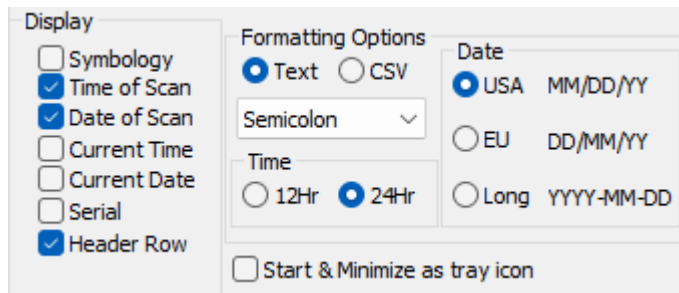 Display
Symbology
Time of Scan
Date of Scan
Current Time
Current Date
Serial
Header Row
Formatting Options
Text CSV
Semicolon
Time
12Hr 24Hr
Date
USA MM/DD/YY
EU DD/MM/YY
Long YYYY-MM-DD
Start & Minimize as tray icon